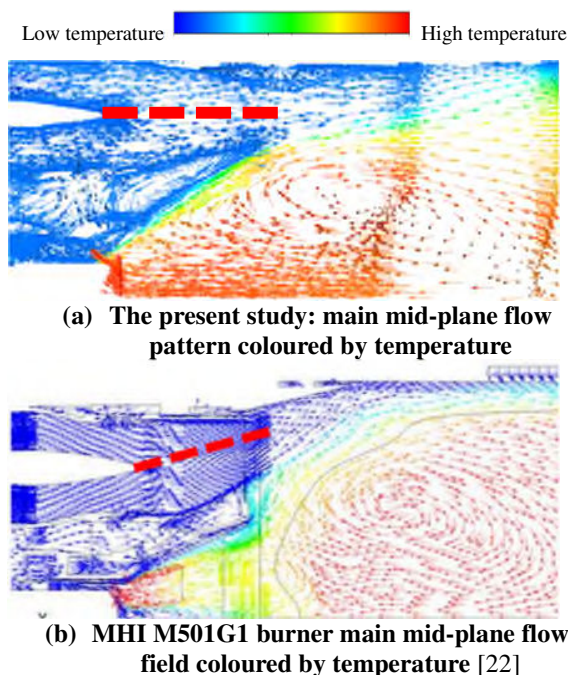 Low temperature High temperature
(a) The present study: main mid-plane flow
pattern coloured by temperature
(b) MHI M501G1 burner main mid-plane flow
field coloured by temperature [22]